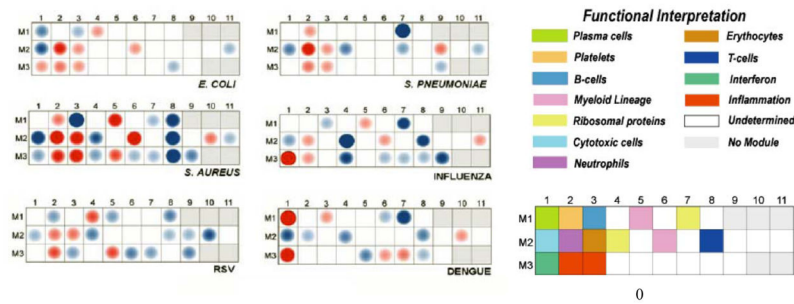 1 2 3 4 5 6 7 8 9 10 11
M1
M2
M3
E. COLI
1 2 3 4 5 6 7 8 9 10 11
M1
M2
M3
S. PNEUMONIAE
1 2 3 4 5 6 7 8 9 10 11
M1
M2
M3
S. AUREUS
1 2 3 4 5 6 7 8 9 10 11
M1
M2
M3
INFLUENZA
1 2 3 4 5 6 7 8 9 10 11
M1
M2
M3
RSV
1 2 3 4 5 6 7 8 9 10 11
M1
M2
M3
DENGUE
Functional Interpretation
Plasma cells
Erythocytes
Platelets
T-cells
B-cells
Interferon
Myeloid Lineage
Inflammation
Ribosomal proteins
Undetermined
Cytotoxic cells
No Module
Neutrophils
1 2 3 4 5 6 7 8 9 10 11
M1
M2
M3
0